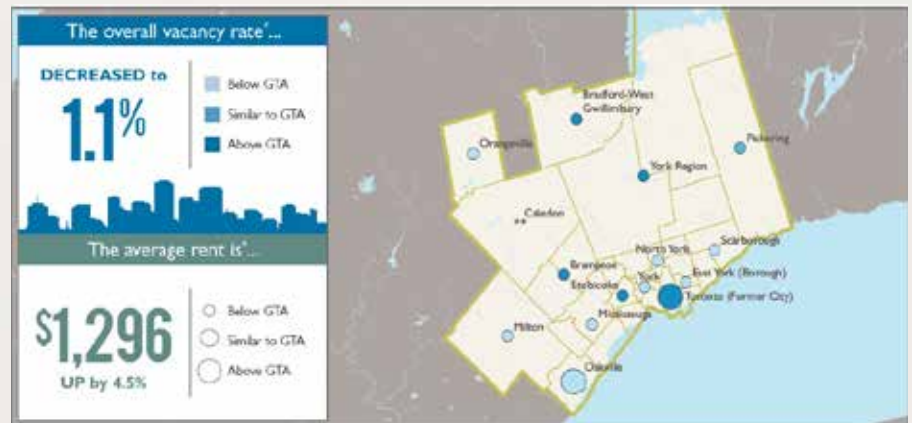 The overall vacancy rate*...
DECREASED to
1.1%
Below GTA
Similar to GTA
Above GTA
The average rent is*...
$1,296
UP by 4.5%
Below GTA
Similar to GTA
Above GTA
Bradford-West
Gwillimbury
Orangeville
Pickering
York Region
Caledon
**
North York
Scarborough
Brampton
York
East York (Borough)
Etobicoke
Toronto (Former City)
Mississauga
Milton
Oakville